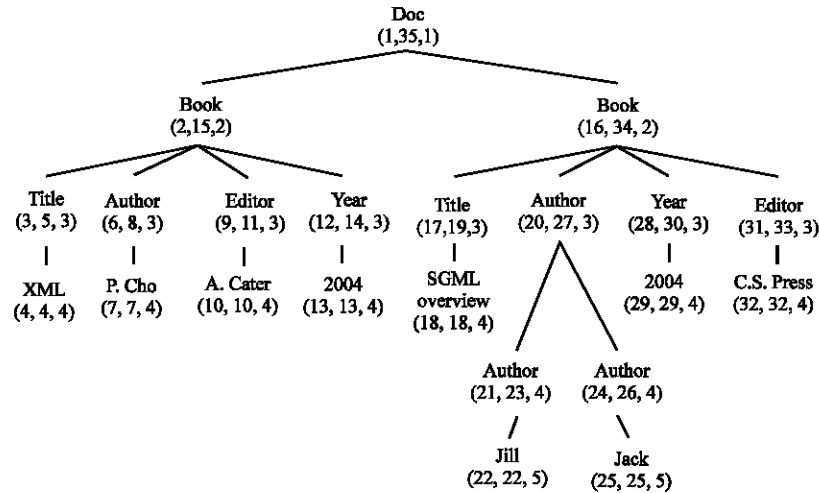 Doc
(1,35,1)
Book
(2,15,2)
Book
(16, 34, 2)
Title
(3, 5, 3)
Author
(6, 8, 3)
Editor
(9, 11, 3)
Year
(12, 14, 3)
Title
(17,19,3)
Author
(20, 27, 3)
Year
(28, 30, 3)
Editor
(31, 33, 3)
XML
(4, 4, 4)
P. Cho
(7, 7, 4)
A. Cater
(10, 10, 4)
2004
(13, 13, 4)
SGML
overview
(18, 18, 4)
2004
(29, 29, 4)
C.S. Press
(32, 32, 4)
Author
(21, 23, 4)
Author
(24, 26, 4)
Jill
(22, 22, 5)
Jack
(25, 25, 5)